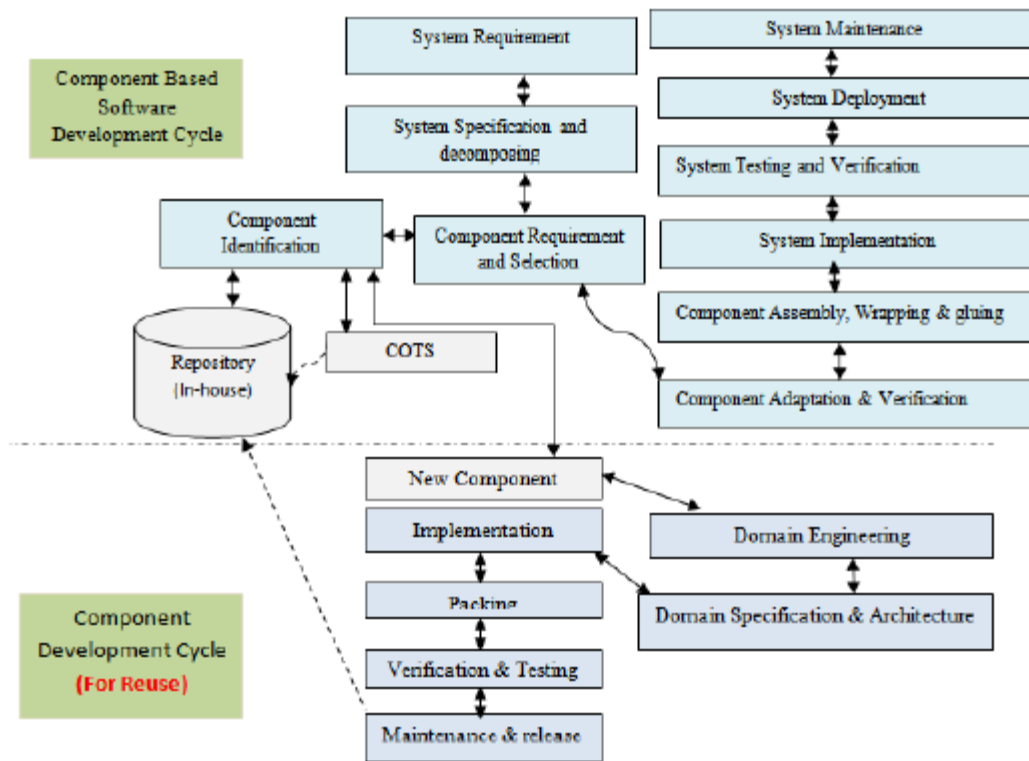 System Requirement
System Maintenance
Component Based
Software
Development Cycle
System Deployment
System Specification and
decomposing
System Testing and Verification
Component
Identification
Component Requirement
and Selection
System Implementation
Component Assembly, Wrapping & gluing
COTS
Repository
(In-house)
Component Adaptation & Verification
New Component
Implementation
Domain Engineering
Packing
Domain Specification & Architecture
Component
Development Cycle
(For Reuse)
Verification & Testing
Maintenance & release